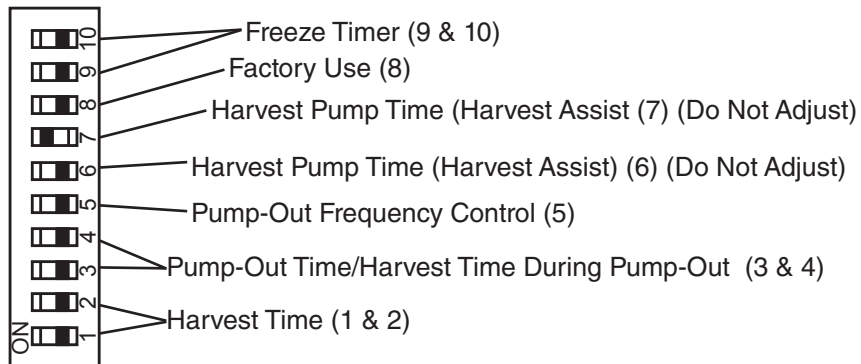 10
Freeze Timer (9 & 10)
9
Factory Use (8)
8
Harvest Pump Time (Harvest Assist (7) (Do Not Adjust)
7
Harvest Pump Time (Harvest Assist) (6) (Do Not Adjust)
6
Pump-Out Frequency Control (5)
5
4
Pump-Out Time/Harvest Time During Pump-Out (3 & 4)
3
2
Harvest Time (1 & 2)
1
ON